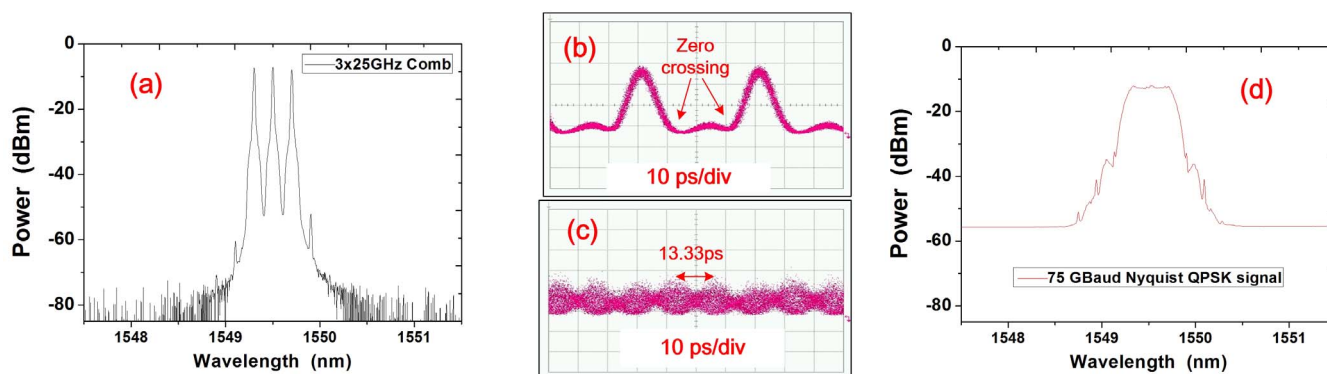 0
-20
-40
-60
-80
Power (dBm)
(a)
3x25GHz Comb
1548 1549 1550 1551
Wavelength (nm)
(b)
Zero
crossing
10 ps/div
(c)
13.33ps
10 ps/div
0
-20
-40
-60
-80
Power (dBm)
(d)
75 GBaud Nyquist QPSK signal
1548 1549 1550 1551
Wavelength (nm)